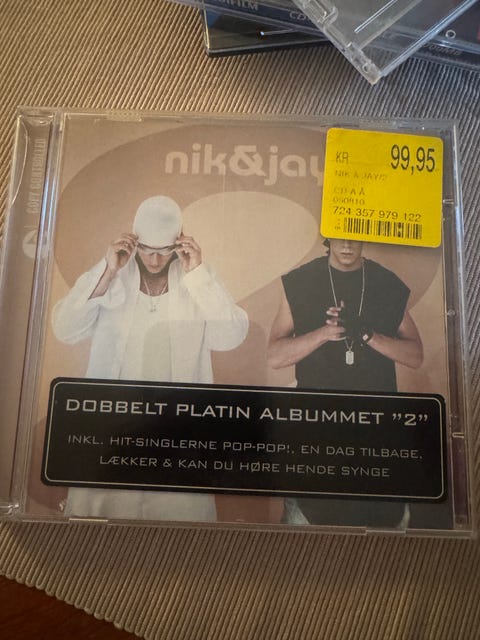 nik&jay
KR 99,95
NIK & JAY/2
CD A Å
050810
724 357 979 122
COPY CONTROLLED
DOBBELT PLATIN ALBUMMET ”2”
INKL. HIT-SINGLERNE POP-POP!, EN DAG TILBAGE,
LÆKKER & KAN DU HØRE HENDE SYNGE